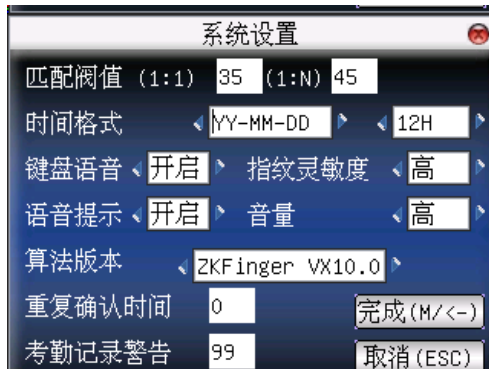 系统设置
匹配阀值 (1:1) 35 (1:N) 45
时间格式 YY-MM-DD 12H
键盘语音 开启 指纹灵敏度 高
语音提示 开启 音量 高
算法版本 ZKFinger VX10.0
重复确认时间 0 完成(M/<-)
考勤记录警告 99 取消(ESC)